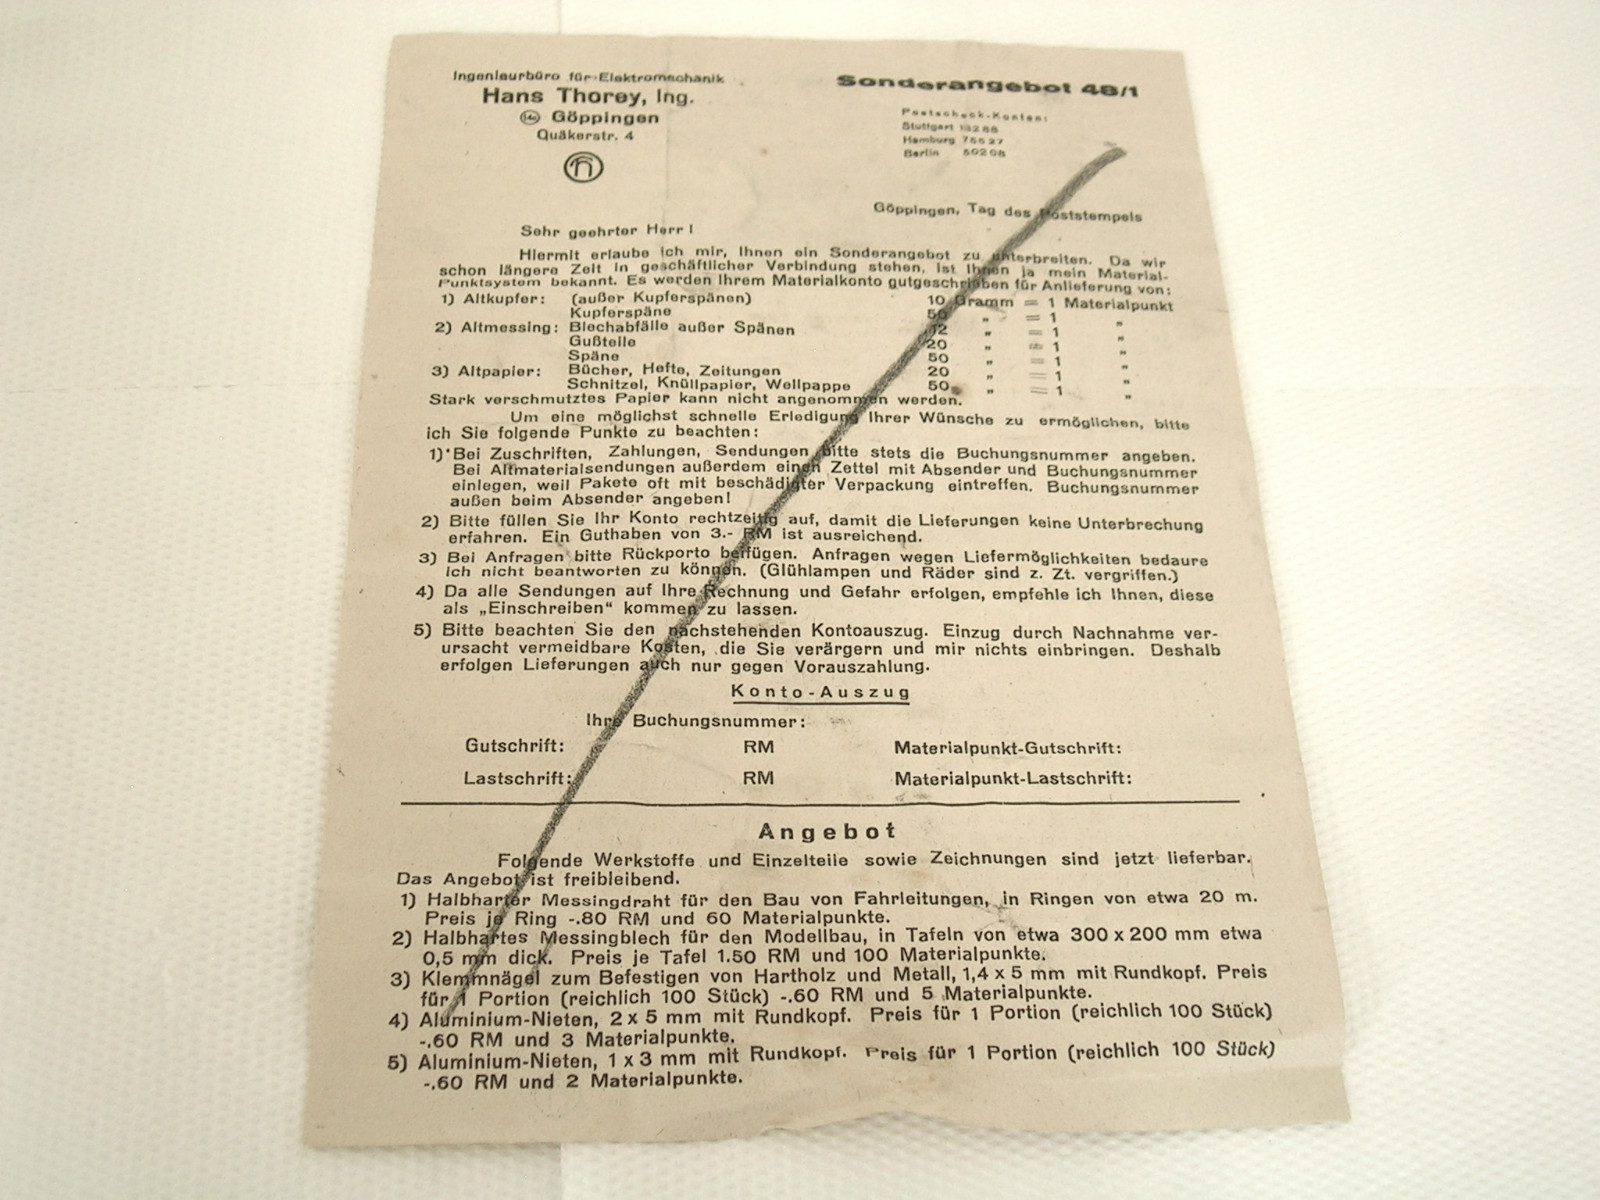 Ingenieurbüro für Elektromechanik
Hans Thorey, Ing.
14a Göppingen
Quäkerstr. 4
Sonderangebot 48/1
Postscheck-Konten:
Stuttgart 15288
Hamburg 75527
Berlin 50208
Göppingen, Tag des Poststempels
Sehr geehrter Herr!
Hiermit erlaube ich mir, Ihnen ein Sonderangebot zu unterbreiten. Da wir
schon längere Zeit in geschäftlicher Verbindung stehen, ist Ihnen ja mein Material-
Punktsystem bekannt. Es werden Ihrem Materialkonto gutgeschrieben für Anlieferung von:
1) Altkupfer: (außer Kupferspänen) 10 Gramm = 1 Materialpunkt
Kupferspäne 50 „ = 1 „
2) Altmessing: Blechabfälle außer Spänen 12 „ = 1 „
Gußteile 20 „ = 1 „
Späne 50 „ = 1 „
3) Altpapier: Bücher, Hefte, Zeitungen 20 „ = 1 „
Schnitzel, Knüllpapier, Wellpappe 50 „ = 1 „
Stark verschmutztes Papier kann nicht angenommen werden.
Um eine möglichst schnelle Erledigung Ihrer Wünsche zu ermöglichen, bitte
ich Sie folgende Punkte zu beachten:
1) Bei Zuschriften, Zahlungen, Sendungen bitte stets die Buchungsnummer angeben.
Bei Altmaterialsendungen außerdem einen Zettel mit Absender und Buchungsnummer
einlegen, weil Pakete oft mit beschädigter Verpackung eintreffen. Buchungsnummer
außen beim Absender angeben!
2) Bitte füllen Sie Ihr Konto rechtzeitig auf, damit die Lieferungen keine Unterbrechung
erfahren. Ein Guthaben von 3.- RM ist ausreichend.
3) Bei Anfragen bitte Rückporto beifügen. Anfragen wegen Liefermöglichkeiten bedaure
ich nicht beantworten zu können. (Glühlampen und Räder sind z. Zt. vergriffen.)
4) Da alle Sendungen auf Ihre Rechnung und Gefahr erfolgen, empfehle ich Ihnen, diese
als „Einschreiben“ kommen zu lassen.
5) Bitte beachten Sie den nachstehenden Kontoauszug. Einzug durch Nachnahme ver-
ursacht vermeidbare Kosten, die Sie verärgern und mir nichts einbringen. Deshalb
erfolgen Lieferungen auch nur gegen Vorauszahlung.
Konto-Auszug
Ihre Buchungsnummer:
Gutschrift: RM Materialpunkt-Gutschrift:
Lastschrift: RM Materialpunkt-Lastschrift:
Angebot
Folgende Werkstoffe und Einzelteile sowie Zeichnungen sind jetzt lieferbar.
Das Angebot ist freibleibend.
1) Halbharter Messingdraht für den Bau von Fahrleitungen, in Ringen von etwa 20 m.
Preis je Ring -.80 RM und 60 Materialpunkte.
2) Halbhartes Messingblech für den Modellbau, in Tafeln von etwa 300 x 200 mm etwa
0,5 mm dick. Preis je Tafel 1.50 RM und 100 Materialpunkte.
3) Klemmnägel zum Befestigen von Hartholz und Metall, 1,4 x 5 mm mit Rundkopf. Preis
für 1 Portion (reichlich 100 Stück) -.60 RM und 5 Materialpunkte.
4) Aluminium-Nieten, 2 x 5 mm mit Rundkopf. Preis für 1 Portion (reichlich 100 Stück)
-.60 RM und 3 Materialpunkte.
5) Aluminium-Nieten, 1 x 3 mm mit Rundkopf. Preis für 1 Portion (reichlich 100 Stück)
-.60 RM und 2 Materialpunkte.